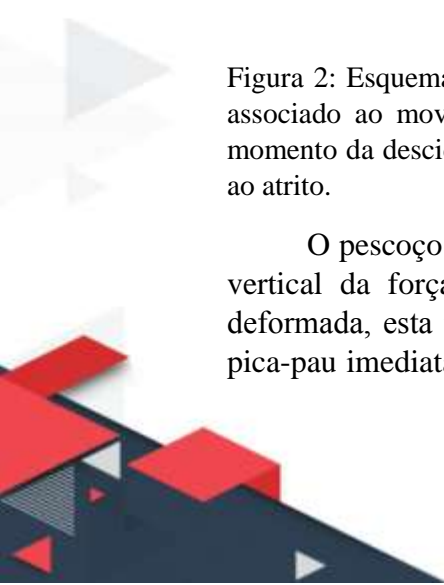 Figura 2: Esquema
associado ao mov
momento da desci
ao atrito.
O pescoço
vertical da forç
deformada, esta
pica-pau imediat